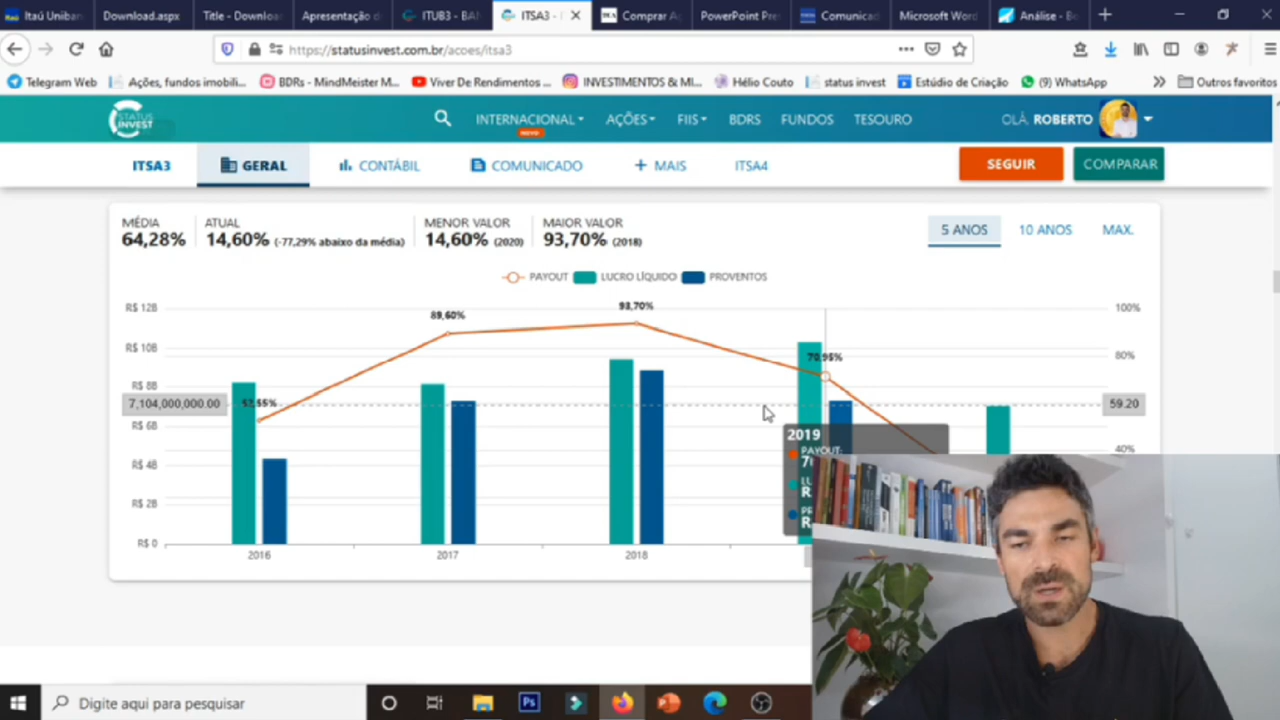 Itaú Uniban
Download.aspx
Title - Downloa
Apresentação d
ITUB3 - BAN
ITSA3 -
Comprar Aç
PowerPoint Pre
Comunicad
Microsoft Word
Análise - Bo
https://statusinvest.com.br/acoes/itsa3
Telegram Web
Ações, fundos imobili...
BDRs - MindMeister M...
Viver De Rendimentos ...
INVESTIMENTOS & MI...
Hélio Couto
status invest
Estúdio de Criação
(9) WhatsApp
Outros favoritos
STATUS
INVEST
INTERNACIONAL
NOVO
AÇÕES
FIIS
BDRS
FUNDOS
TESOURO
OLÁ, ROBERTO
ITSA3
GERAL
CONTÁBIL
COMUNICADO
+ MAIS
ITSA4
SEGUIR
COMPARAR
MÉDIA
64,28%
ATUAL
14,60% (-77,29% abaixo da média)
MENOR VALOR
14,60% (2020)
MAIOR VALOR
93,70% (2018)
5 ANOS
10 ANOS
MAX.
PAYOUT
LUCRO LÍQUIDO
PROVENTOS
R$ 12B
R$ 10B
R$ 8B
7,104,000,000.00
R$ 6B
R$ 4B
R$ 2B
R$ 0
89,60%
93,70%
70,95%
100%
80%
59.20
40%
2019
PAYOUT:
2016
2017
2018
Digite aqui para pesquisar